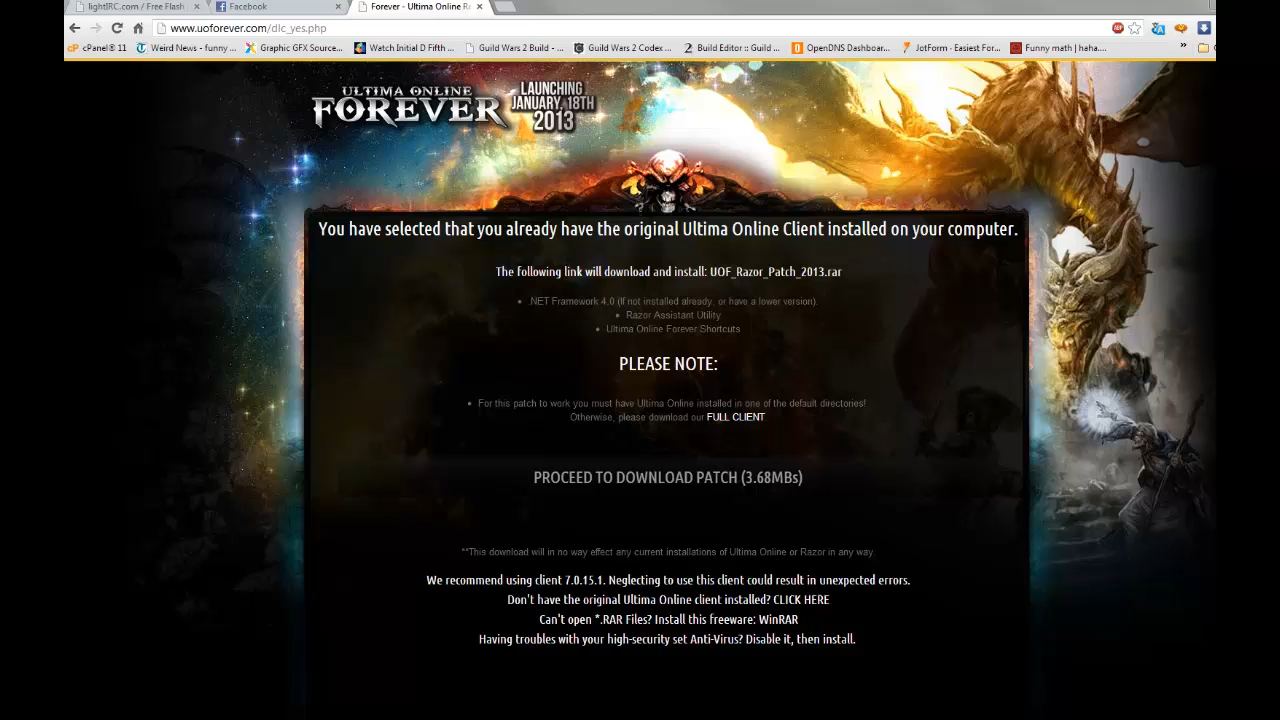 lightIRC.com / Free Flash
Facebook
Forever - Ultima Online R
www.uoforever.com/dlc_yes.php
cPanel® 11
Weird News - funny ...
Graphic GFX Source...
Watch Initial D Fifth ...
Guild Wars 2 Build - ...
Guild Wars 2 Codex ...
Build Editor :: Guild ...
OpenDNS Dashboar...
JotForm · Easiest For...
Funny math | haha....
ULTIMA ONLINE
FOREVER
LAUNCHING
JANUARY, 18TH
2013
You have selected that you already have the original Ultima Online Client installed on your computer.
The following link will download and install: UOF_Razor_Patch_2013.rar
• .NET Framework 4.0 (If not installed already, or have a lower version).
• Razor Assistant Utility
• Ultima Online Forever Shortcuts
PLEASE NOTE:
• For this patch to work you must have Ultima Online installed in one of the default directories!
Otherwise, please download our FULL CLIENT.
PROCEED TO DOWNLOAD PATCH (3.68MBs)
**This download will in no way effect any current installations of Ultima Online or Razor in any way.
We recommend using client 7.0.15.1. Neglecting to use this client could result in unexpected errors.
Don't have the original Ultima Online client installed? CLICK HERE
Can't open *.RAR Files? Install this freeware: WinRAR
Having troubles with your high-security set Anti-Virus? Disable it, then install.